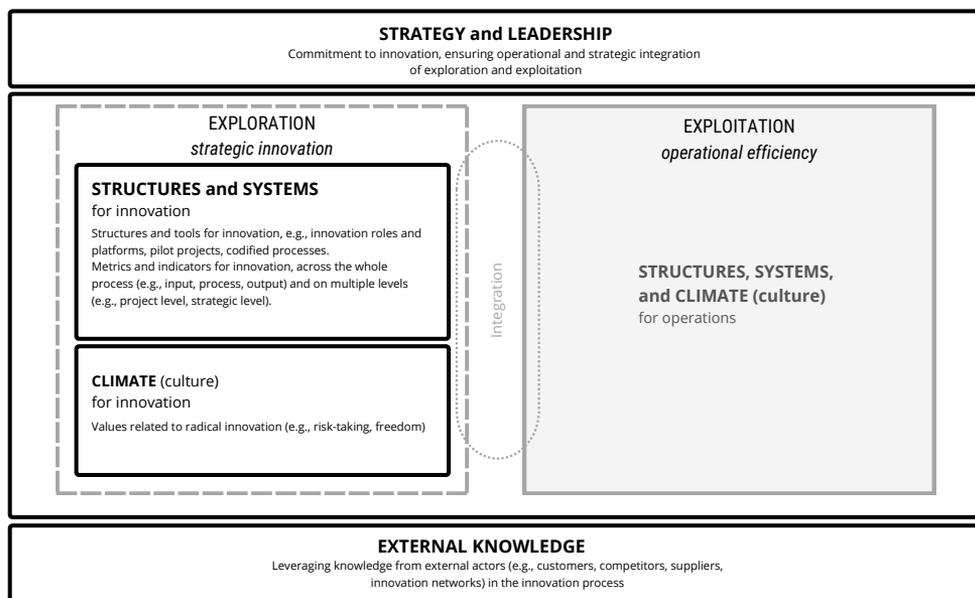 STRATEGY and LEADERSHIP
Commitment to innovation, ensuring operational and strategic integration
of exploration and exploitation
EXPLORATION
strategic innovation
STRUCTURES and SYSTEMS
for innovation
Structures and tools for innovation, e.g., innovation roles and
platforms, pilot projects, codified processes.
Metrics and indicators for innovation, across the whole
process (e.g., input, process, output) and on multiple levels
(e.g., project level, strategic level).
CLIMATE (culture)
for innovation
Values related to radical innovation (e.g., risk-taking, freedom)
Integration
EXPLOITATION
operational efficiency
STRUCTURES, SYSTEMS,
and CLIMATE (culture)
for operations
EXTERNAL KNOWLEDGE
Leveraging knowledge from external actors (e.g., customers, competitors, suppliers,
innovation networks) in the innovation process